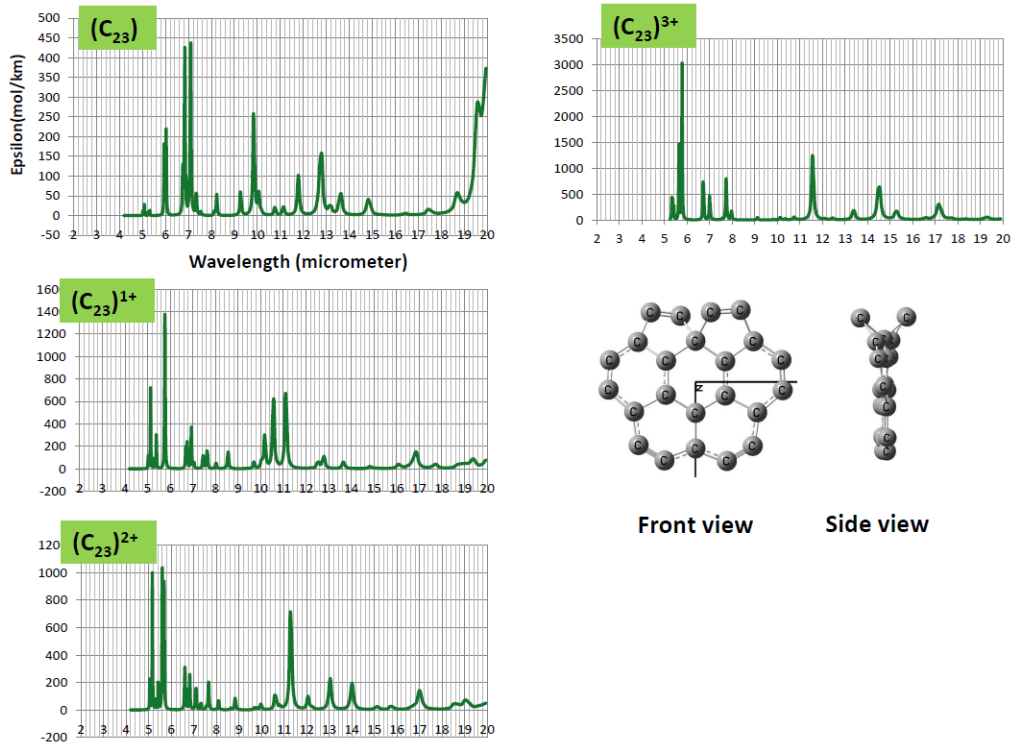 (C23)
Epsilon(mol/km)
500
450
400
350
300
250
200
150
100
50
0
-50
2 3 4 5 6 7 8 9 10 11 12 13 14 15 16 17 18 19 20
Wavelength (micrometer)
(C23)3+
3500
3000
2500
2000
1500
1000
500
0
2 3 4 5 6 7 8 9 10 11 12 13 14 15 16 17 18 19 20
(C23)1+
160
140
1200
1000
800
600
400
200
0
-200
2 3 4 5 6 7 8 9 10 11 12 13 14 15 16 17 18 19 20
C C C C
C C C
C C C C
z
C C C C
C C C
C C C
C C
C C
C
C
C
C
C
C
Front view
Side view
(C23)2+
120
1000
800
600
400
200
0
-200
2 3 4 5 6 7 8 9 10 11 12 13 14 15 16 17 18 19 20